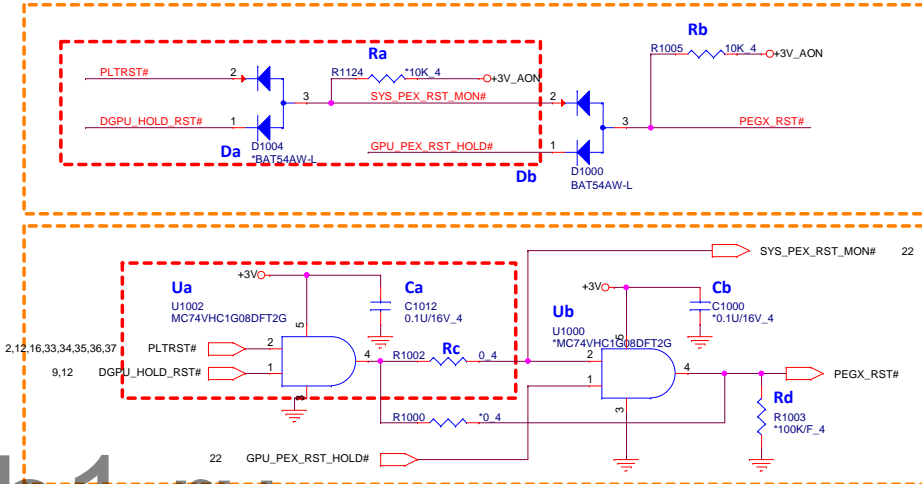 Ra
Rb
R1124
*10K_4
+3V_AON
R1005
10K_4
+3V_AON
PLTRST#
2
3
SYS_PEX_RST_MON#
2
DGPU_HOLD_RST#
1
3
PEGX_RST#
Da
D1004
*BAT54AW-L
GPU_PEX_RST_HOLD#
1
Db
D1000
BAT54AW-L
SYS_PEX_RST_MON#
22
+3V
+3V
Ua
U1002
MC74VHC1G08DFT2G
Ca
C1012
0.1U/16V_4
Ub
U1000
*MC74VHC1G08DFT2G
Cb
C1000
*0.1U/16V_4
5
5
2,12,16,33,34,35,36,37
PLTRST#
2
4
R1002
Rc
0_4
2
9,12
DGPU_HOLD_RST#
1
1
4
PEGX_RST#
3
3
R1000
*0_4
Rd
R1003
*100K/F_4
22
GPU_PEX_RST_HOLD#